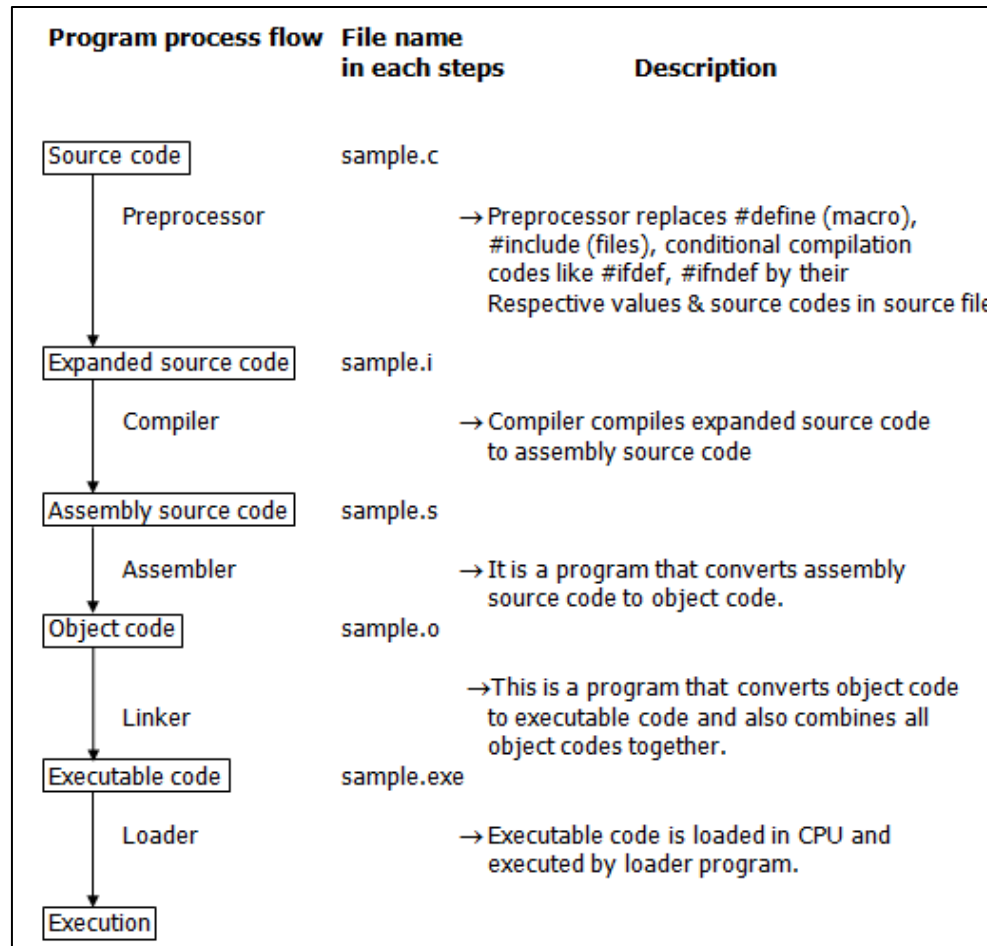 Program process flow File name
in each steps Description
Source code sample.c
Preprocessor →Preprocessor replaces #define (macro),
#include (files), conditional compilation
codes like #ifdef, #ifndef by their
Respective values & source codes in source file
Expanded source code sample.i
Compiler →Compiler compiles expanded source code
to assembly source code
Assembly source code sample.s
Assembler →It is a program that converts assembly
source code to object code.
Object code sample.o
→This is a program that converts object code
Linker to executable code and also combines all
object codes together.
Executable code sample.exe
Loader →Executable code is loaded in CPU and
executed by loader program.
Execution